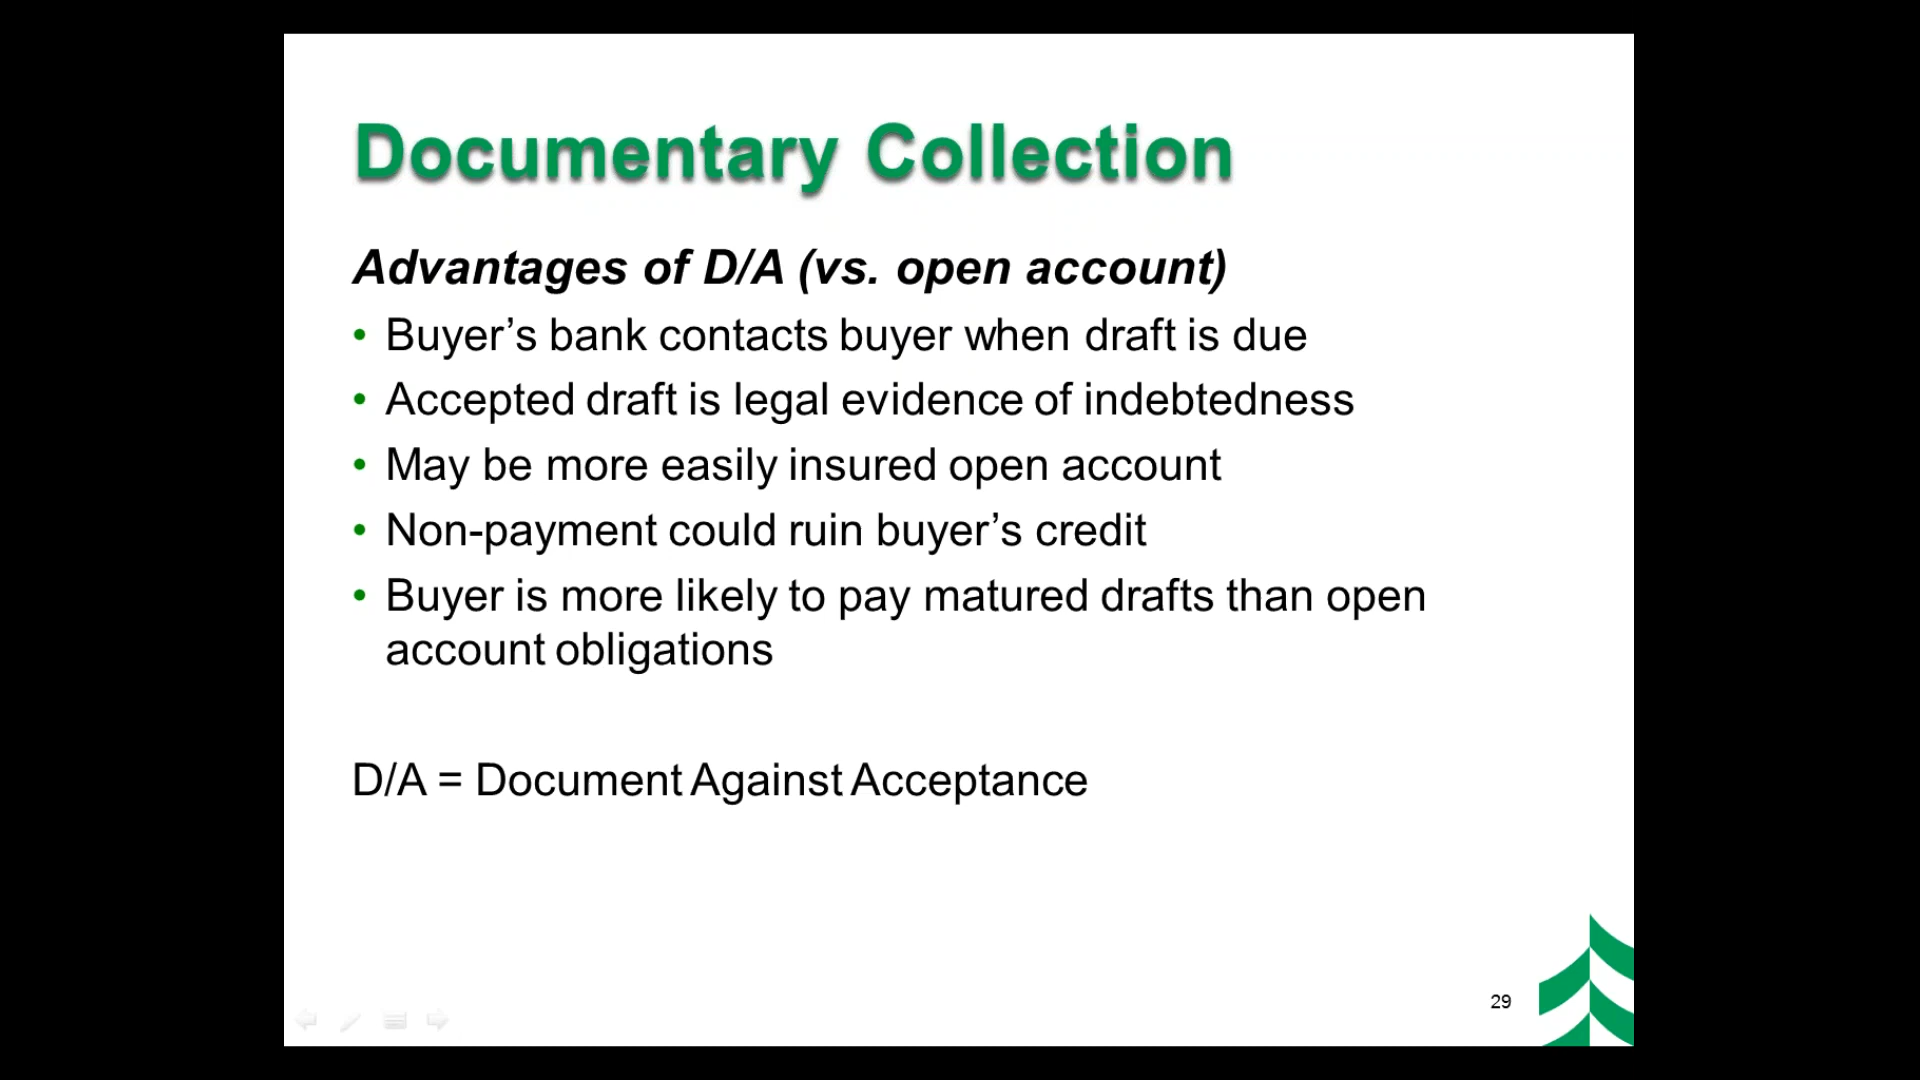 Documentary Collection
Advantages of D/A (vs. open account)
• Buyer’s bank contacts buyer when draft is due
• Accepted draft is legal evidence of indebtedness
• May be more easily insured open account
• Non-payment could ruin buyer’s credit
• Buyer is more likely to pay matured drafts than open
account obligations
D/A = Document Against Acceptance
29